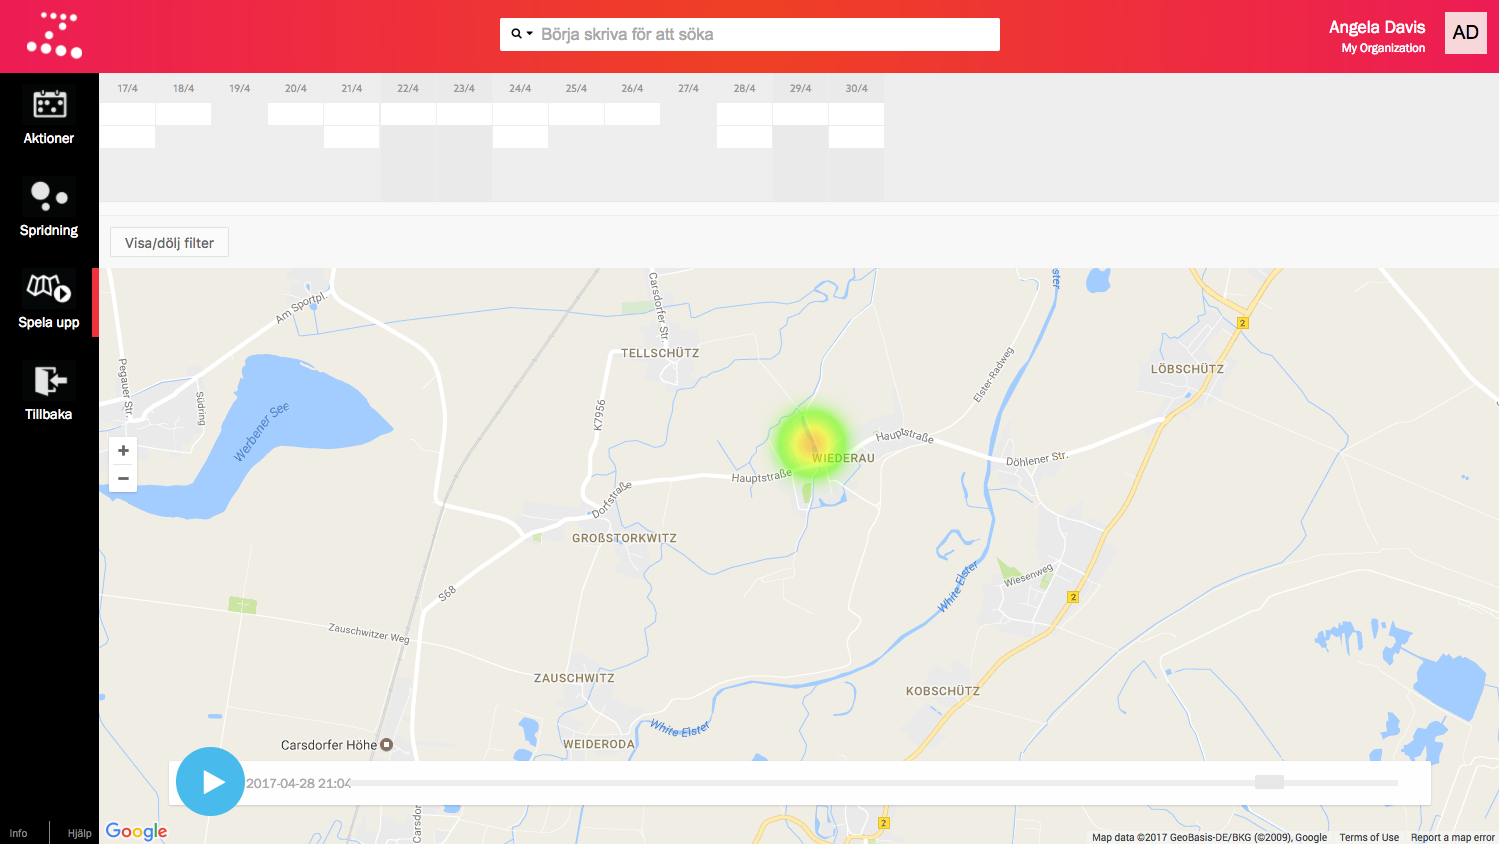 Börja skriva för att söka
Angela Davis
My Organization
AD
Aktioner
Spridning
Spela upp
Tillbaka
Info
Hjälp
17/4 18/4 19/4 20/4 21/4 22/4 23/4 24/4 25/4 26/4 27/4 28/4 29/4 30/4
Visa/dölj filter
Am Sportpl.
Pegauer Str.
Südring
Werbener See
Carsdorfer Str.
TELLSCHÜTZ
K7956
Elster-Radweg
ster
2
LÖBSCHÜTZ
Hauptstraße
WIEDERAU
Hauptstraße
Döhlener Str.
Dorfstraße
GROßSTORKWITZ
S68
Wiesenweg
2
White Elster
Zauschwitzer Weg
ZAUSCHWITZ
KOBSCHÜTZ
White Elster
WEIDERODA
Carsdorfer Höhe
+
−
2017-04-28 21:04
Carsdorf
2
Google
Map data ©2017 GeoBasis-DE/BKG (©2009), Google
Terms of Use
Report a map error